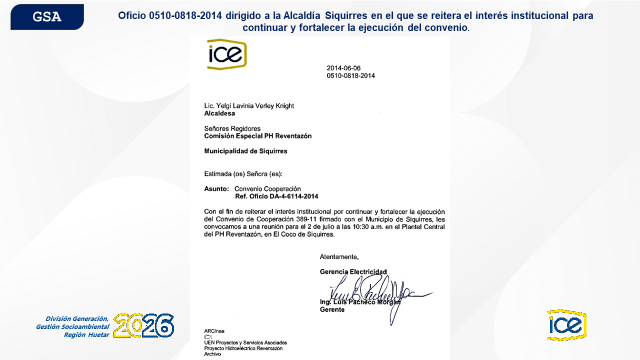 GSA
Oficio 0510-0818-2014 dirigido a la Alcaldía Siquirres en el que se reitera el interés institucional para
continuar y fortalecer la ejecución del convenio.
ice
2014-06-06
0510-0818-2014
Lic. Yelgi Lavinia Verley Knight
Alcaldesa
Señores Regidores
Comisión Especial PH Reventazón
Municipalidad de Siquirres
Estimada (os) Señora (es):
Asunto: Convenio Cooperación
Ref. Oficio DA-4-6114-2014
Con el fin de reiterar el interés institucional por continuar y fortalecer la ejecución
del Convenio de Cooperación 389-11 firmado con el Municipio de Siquirres, les
convocamos a una reunión para el 2 de julio a las 10:30 a.m. en el Plantel Central
del PH Reventazón, en El Coco de Siquirres.
Atentamente,
Gerencia Electricidad
Ing. Luis Pacheco Morgan
Gerente
ARC/nse
UEN Proyectos y Servicios Asociados
Proyecto Hidroeléctrico Reventazón
Archivo
División Generación,
Gestión Socioambiental
Región Huetar
2026
ice